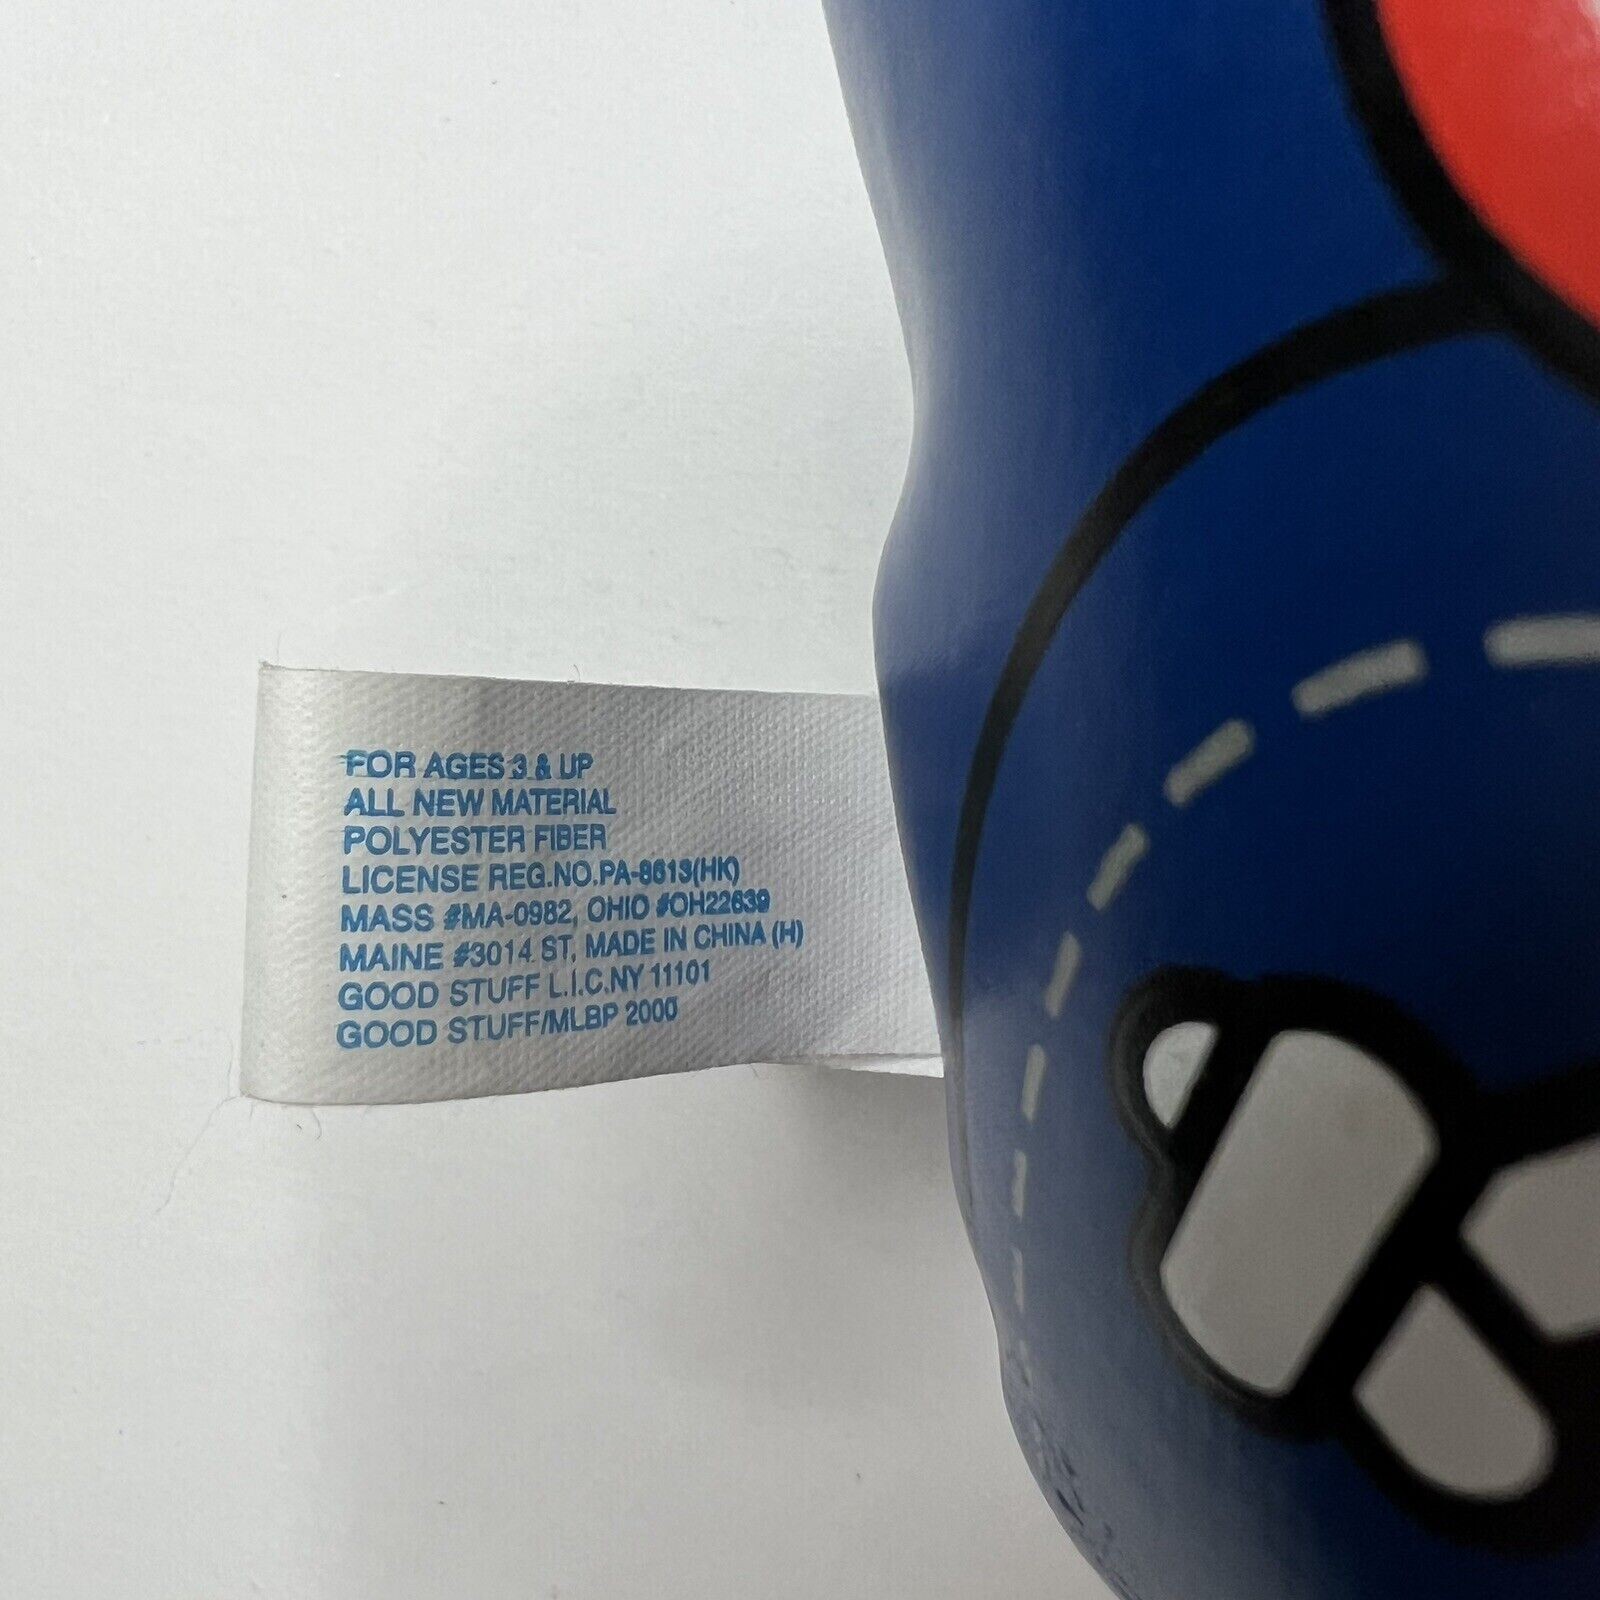 FOR AGES 3 & UP
ALL NEW MATERIAL
POLYESTER FIBER
LICENSE REG.NO.PA-8613(HK)
MASS #MA-0982, OHIO #OH22639
MAINE #3014 ST, MADE IN CHINA (H)
GOOD STUFF L.I.C.NY 11101
GOOD STUFF/MLBP 2000